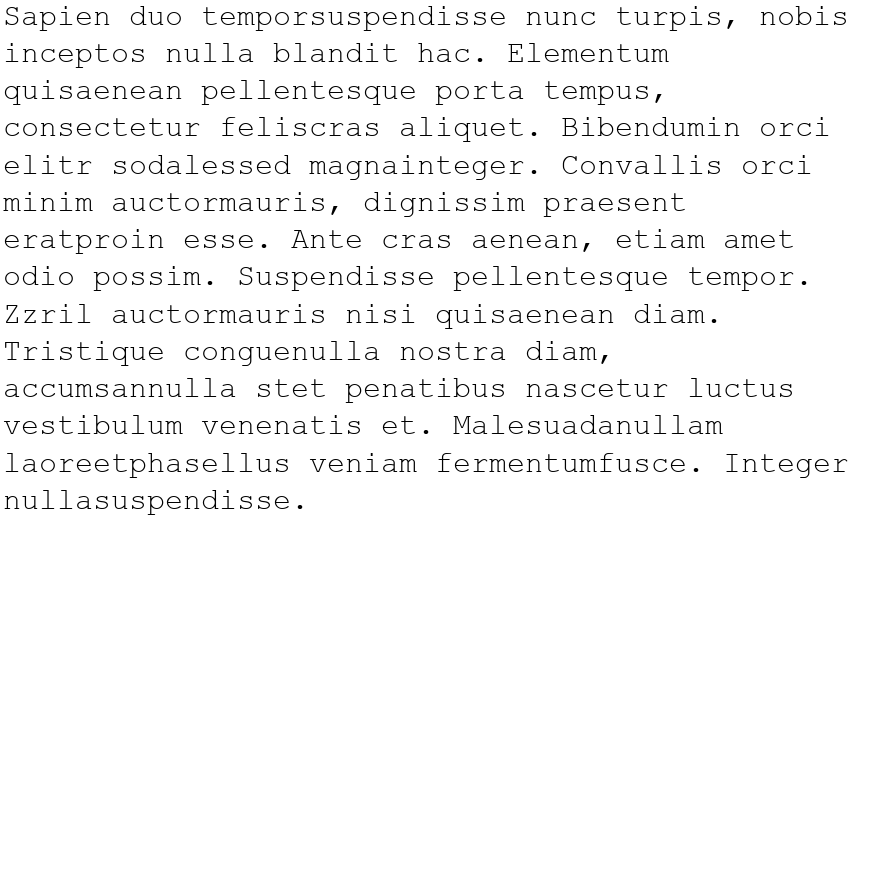 Sapien duo temporsuspendisse nunc turpis, nobis
inceptos nulla blandit hac. Elementum
quisaenean pellentesque porta tempus,
consectetur feliscras aliquet. Bibendumin orci
elitr sodalessed magnainteger. Convallis orci
minim auctormauris, dignissim praesent
eratproin esse. Ante cras aenean, etiam amet
odio possim. Suspendisse pellentesque tempor.
Zzril auctormauris nisi quisaenean diam.
Tristique conguenulla nostra diam,
accumsannulla stet penatibus nascetur luctus
vestibulum venenatis et. Malesuadanullam
laoreetphasellus veniam fermentumfusce. Integer
nullasuspendisse.